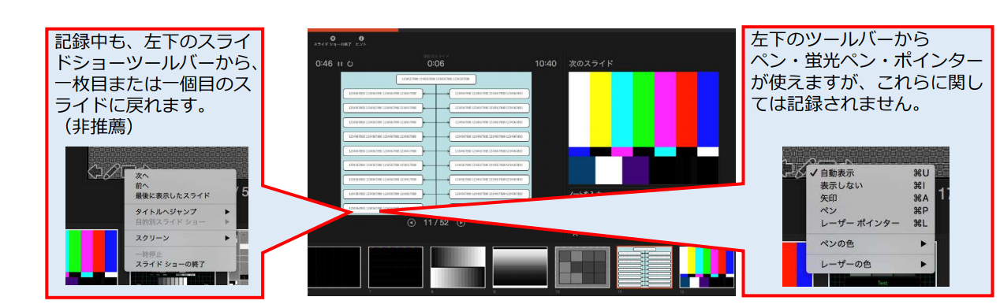 記録中も、左下のスライ
ドショーツールバーから、
一枚目または一個目のス
ライドに戻れます。
（非推薦）
次へ
前へ
最後に表示したスライド
タイトルへジャンプ
目的別スライド ショー
スクリーン
一時停止
スライド ショーの終了
スライド ショーの終了 ヒント
0:46
0:06
10:40
次のスライド
11 / 52
7
8
9
10
11
12
左下のツールバーから
ペン・蛍光ペン・ポインター
が使えますが、これらに関し
ては記録されません。
✓ 自動表示 ⌘U
表示しない ⌘I
矢印 ⌘A
ペン ⌘P
レーザー ポインター ⌘L
ペンの色
レーザーの色
Test